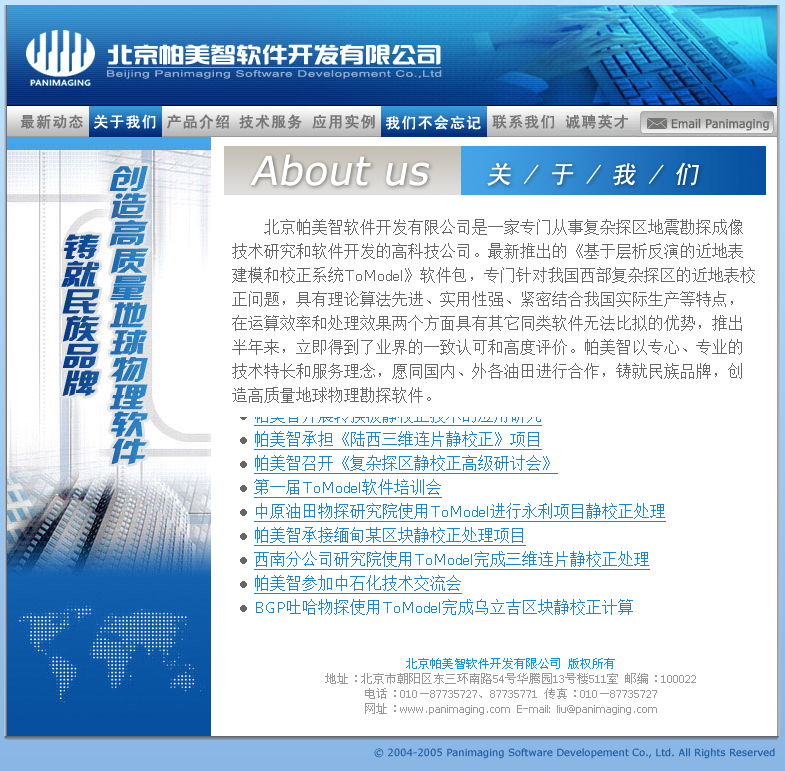 北京帕美智软件开发有限公司
Beijing Panimaging Software Developement Co.,Ltd
PANIMAGING
最新动态 关于我们 产品介绍 技术服务 应用实例 我们不会忘记 联系我们 诚聘英才 Email Panimaging
创造高质量地球物理软件
铸就民族品牌
About us 关 / 于 / 我 / 们
北京帕美智软件开发有限公司是一家专门从事复杂探区地震勘探成像
技术研究和软件开发的高科技公司。最新推出的《基于层析反演的近地表
建模和校正系统ToModel》软件包，专门针对我国西部复杂探区的近地表校
正问题，具有理论算法先进、实用性强、紧密结合我国实际生产等特点，
在运算效率和处理效果两个方面具有其它同类软件无法比拟的优势，推出
半年来，立即得到了业界的一致认可和高度评价。帕美智以专心、专业的
技术特长和服务理念，愿同国内、外各油田进行合作，铸就民族品牌，创
造高质量地球物理勘探软件。
帕美智开展转换波静校正技术的应用研究
帕美智承担《陆西三维连片静校正》项目
帕美智召开《复杂探区静校正高级研讨会》
第一届ToModel软件培训会
中原油田物探研究院使用ToModel进行永利项目静校正处理
帕美智承接缅甸某区块静校正处理项目
西南分公司研究院使用ToModel完成三维连片静校正处理
帕美智参加中石化技术交流会
BGP吐哈物探使用ToModel完成乌立吉区块静校正计算
北京帕美智软件开发有限公司 版权所有
地址：北京市朝阳区东三环南路54号华腾园13号楼511室 邮编：100022
电话：010－87735727、87735771 传真：010－87735727
网址：www.panimaging.com E-mail: liu@panimaging.com
© 2004-2005 Panimaging Software Developement Co., Ltd. All Rights Reserved